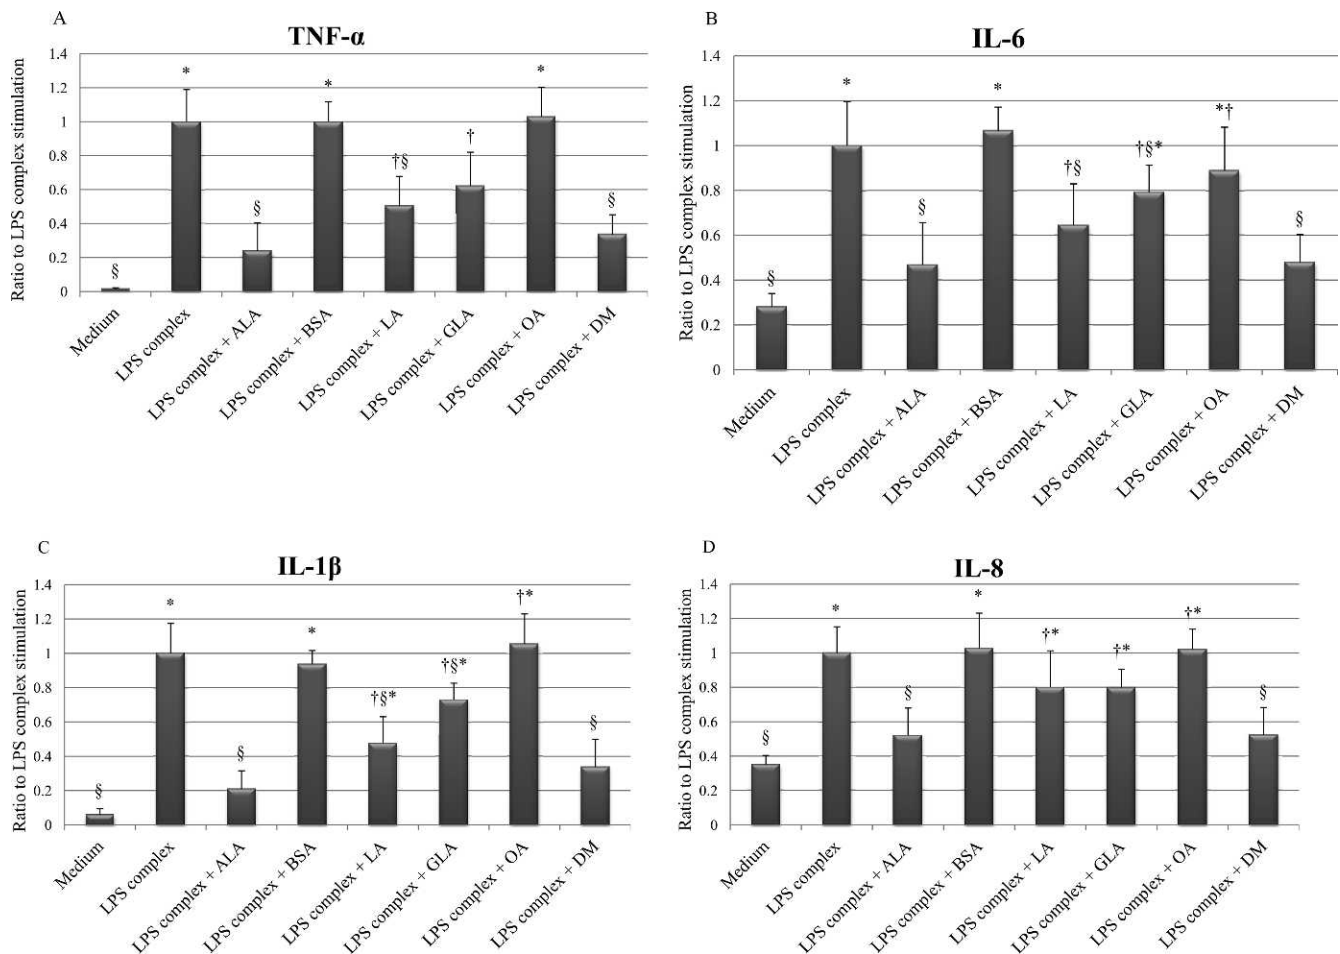 A
TNF-α
Ratio to LPS complex stimulation
1.4
1.2
1
0.8
0.6
0.4
0.2
0
§
*
§
*
†§
†
*
§
Medium
LPS complex
LPS complex + ALA
LPS complex + BSA
LPS complex + LA
LPS complex + GLA
LPS complex + OA
LPS complex + DM
B
IL-6
Ratio to LPS complex stimulation
1.4
1.2
1
0.8
0.6
0.4
0.2
0
§
*
§
*
†§
†§*
*†
§
Medium
LPS complex
LPS complex + ALA
LPS complex + BSA
LPS complex + LA
LPS complex + GLA
LPS complex + OA
LPS complex + DM
C
IL-1β
Ratio to LPS complex stimulation
1.4
1.2
1
0.8
0.6
0.4
0.2
0
§
*
§
*
†§*
†§*
†*
§
Medium
LPS complex
LPS complex + ALA
LPS complex + BSA
LPS complex + LA
LPS complex + GLA
LPS complex + OA
LPS complex + DM
D
IL-8
Ratio to LPS complex stimulation
1.4
1.2
1
0.8
0.6
0.4
0.2
0
§
*
§
*
†*
†*
†*
§
Medium
LPS complex
LPS complex + ALA
LPS complex + BSA
LPS complex + LA
LPS complex + GLA
LPS complex + OA
LPS complex + DM